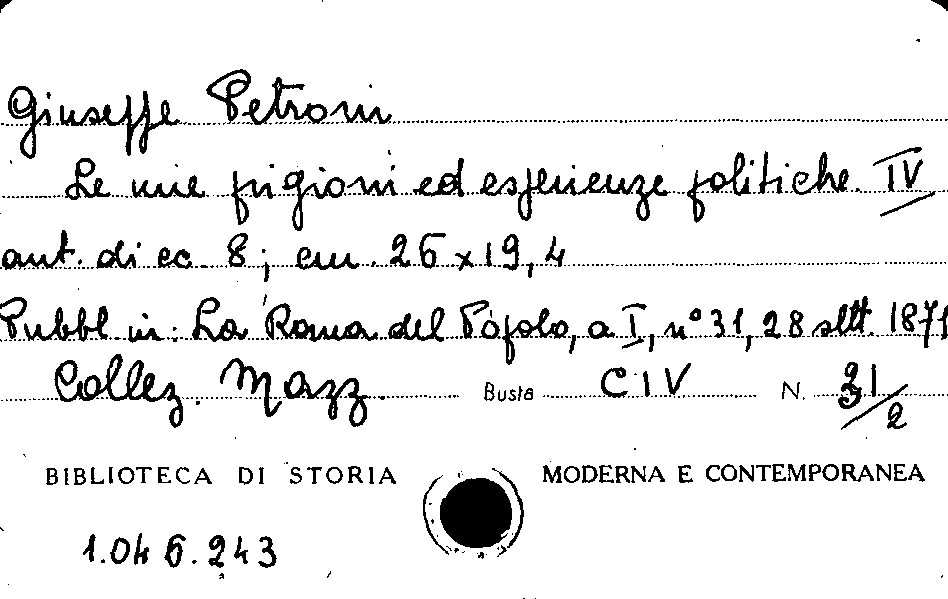 Giuseppe Petroni
Le mie prigioni ed esperienze politiche. IV
aut. di cc. 8; cm. 26 x 19,4
Pubbl. in: La Roma del Popolo, a. I, n° 31, 28 sett. 1871
Collez. Mazz. Busta CIV N. 31/2
BIBLIOTECA DI STORIA MODERNA E CONTEMPORANEA
1.046.243